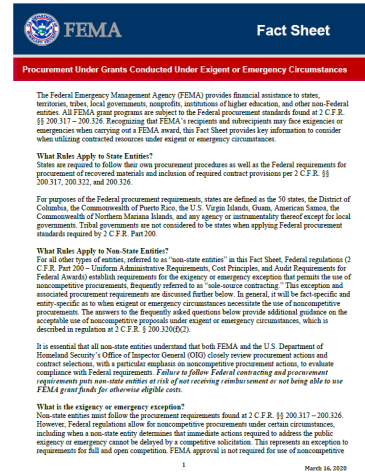 FEMA
Fact Sheet
Procurement Under Grants Conducted Under Exigent or Emergency Circumstances
The Federal Emergency Management Agency (FEMA) provides financial assistance to states,
territories, tribes, local governments, nonprofits, institutions of higher education, and other non-Federal
entities. All FEMA grant programs are subject to the Federal procurement standards found at 2 C.F.R.
§§ 200.317 – 200.326. Recognizing that FEMA's recipients and subrecipients may face exigencies or
emergencies when carrying out a FEMA award, this Fact Sheet provides key information to consider
when utilizing contracted resources under exigent or emergency circumstances.
What Rules Apply to State Entities?
States are required to follow their own procurement procedures as well as the Federal requirements for
procurement of recovered materials and inclusion of required contract provisions per 2 C.F.R. §§
200.317, 200.322, and 200.326.
For purposes of the Federal procurement requirements, states are defined as the 50 states, the District of
Columbia, the Commonwealth of Puerto Rico, the U.S. Virgin Islands, Guam, American Samoa, the
Commonwealth of Northern Mariana Islands, and any agency or instrumentality thereof except for local
governments. Tribal governments are not considered to be states when applying Federal procurement
standards required by 2 C.F.R. Part 200.
What Rules Apply to Non-State Entities?
For all other types of entities, referred to as "non-state entities" in this Fact Sheet, Federal regulations (2
C.F.R. Part 200 – Uniform Administrative Requirements, Cost Principles, and Audit Requirements for
Federal Awards) establish requirements for the exigency or emergency exception that permits the use of
noncompetitive procurements, frequently referred to as "sole-source contracting." This exception and
associated procurement requirements are discussed further below. In general, it will be fact-specific and
entity-specific as to when exigent or emergency circumstances necessitate the use of noncompetitive
procurements. The answers to the frequently asked questions below provide additional guidance on the
acceptable use of noncompetitive proposals under exigent or emergency circumstances, which is
described in regulation at 2 C.F.R. § 200.320(f)(2).
It is essential that all non-state entities understand that both FEMA and the U.S. Department of
Homeland Security's Office of Inspector General (OIG) closely review procurement actions and
contract selections, with a particular emphasis on noncompetitive procurement actions, to evaluate
compliance with Federal requirements. Failure to follow Federal contracting and procurement
requirements puts non-state entities at risk of not receiving reimbursement or not being able to use
FEMA grant funds for otherwise eligible costs.
What is the exigency or emergency exception?
Non-state entities must follow the procurement requirements found at 2 C.F.R. §§ 200.317 – 200.326.
However, Federal regulations allow for noncompetitive procurements under certain circumstances,
including when a non-state entity determines that immediate actions required to address the public
exigency or emergency cannot be delayed by a competitive solicitation. This represents an exception to
requirements for full and open competition. FEMA approval is not required for use of noncompetitive
1
March 16, 2020